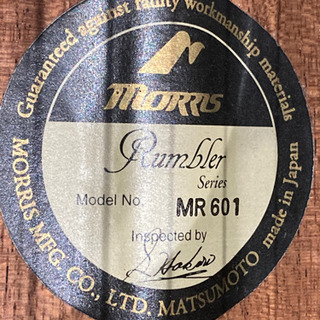 Guaranteed against faulty workmanship materials
MORRIS
Rumbler
Series
Model No. MR 601
Inspected by
MORRIS MFG. CO., LTD. MATSUMOTO made in Japan